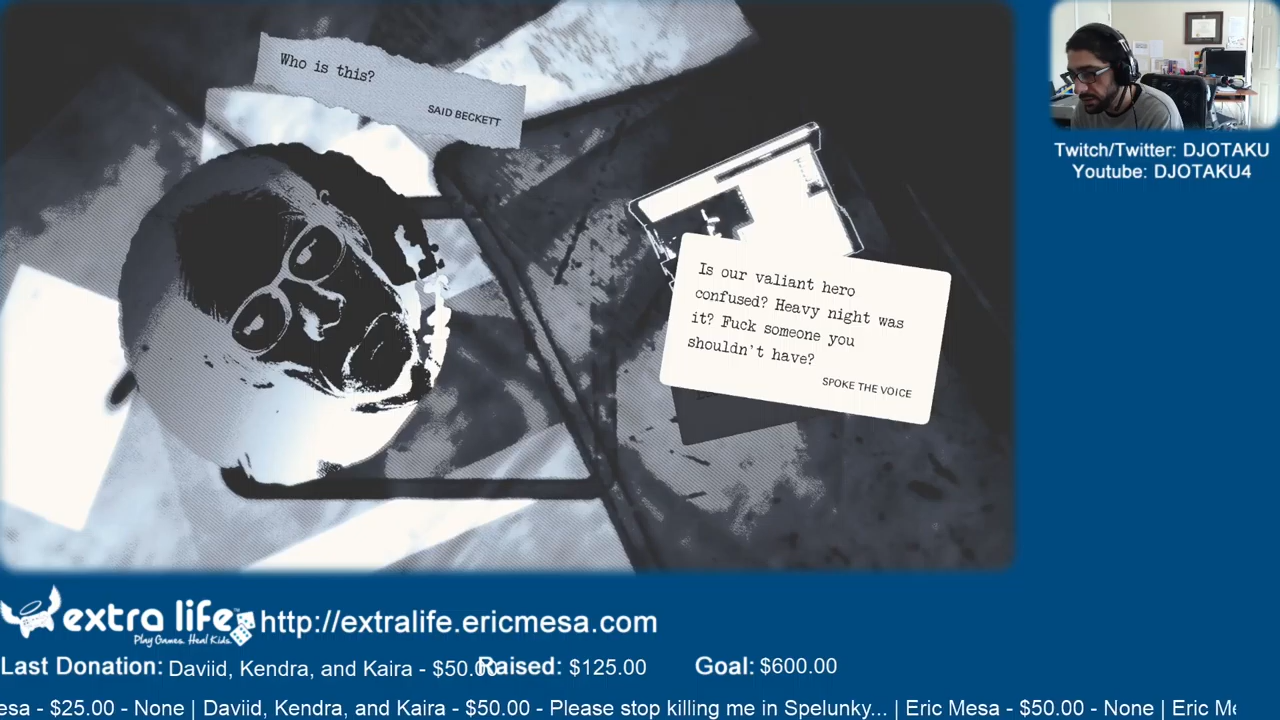 Who is this?
SAID BECKETT
Is our valiant hero
confused? Heavy night was
it? Fuck someone you
shouldn't have?
SPOKE THE VOICE
Twitch/Twitter: DJOTAKU
Youtube: DJOTAKU4
extra life
Play Games. Heal Kids.
http://extralife.ericmesa.com
Last Donation: Daviid, Kendra, and Kaira - $50.00
Raised: $125.00
Goal: $600.00
esa - $25.00 - None | Daviid, Kendra, and Kaira - $50.00 - Please stop killing me in Spelunky... | Eric Mesa - $50.00 - None | Eric Me